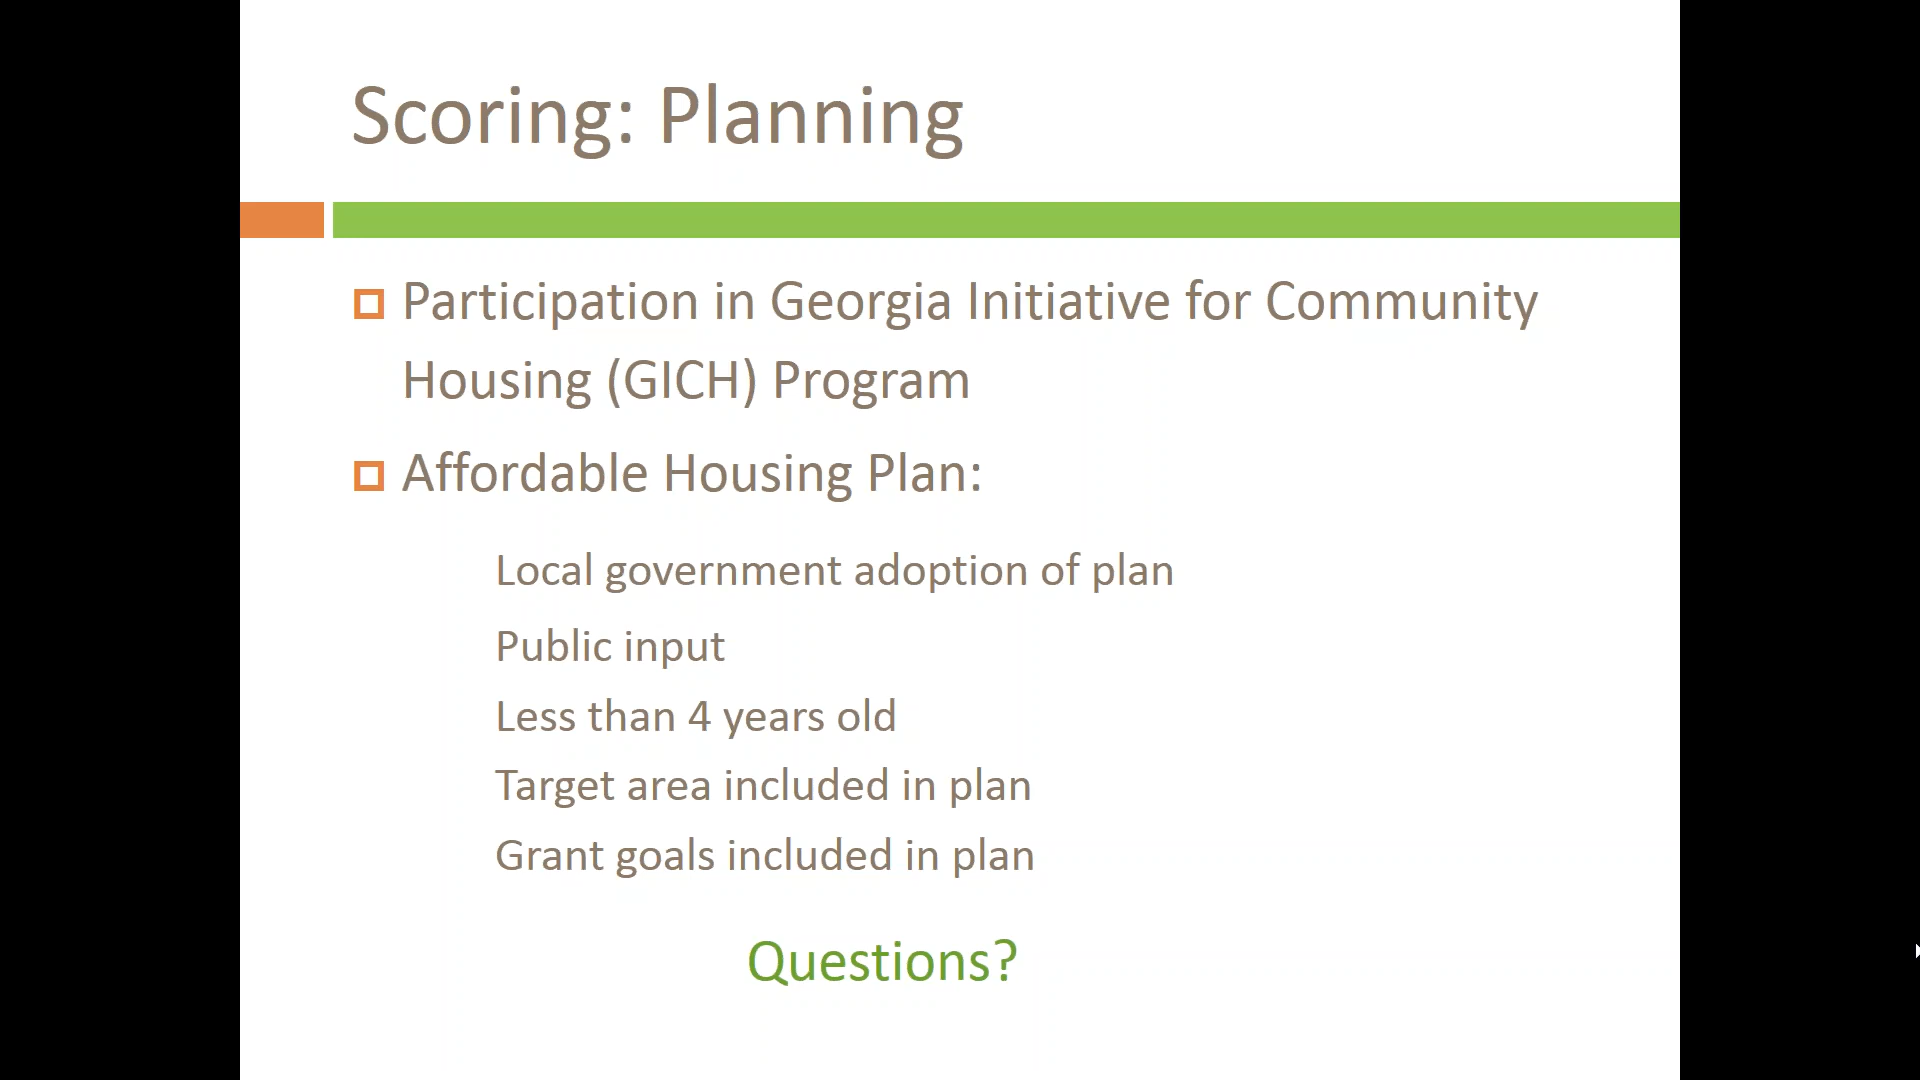 Scoring: Planning
Participation in Georgia Initiative for Community
Housing (GICH) Program
Affordable Housing Plan:
Local government adoption of plan
Public input
Less than 4 years old
Target area included in plan
Grant goals included in plan
Questions?